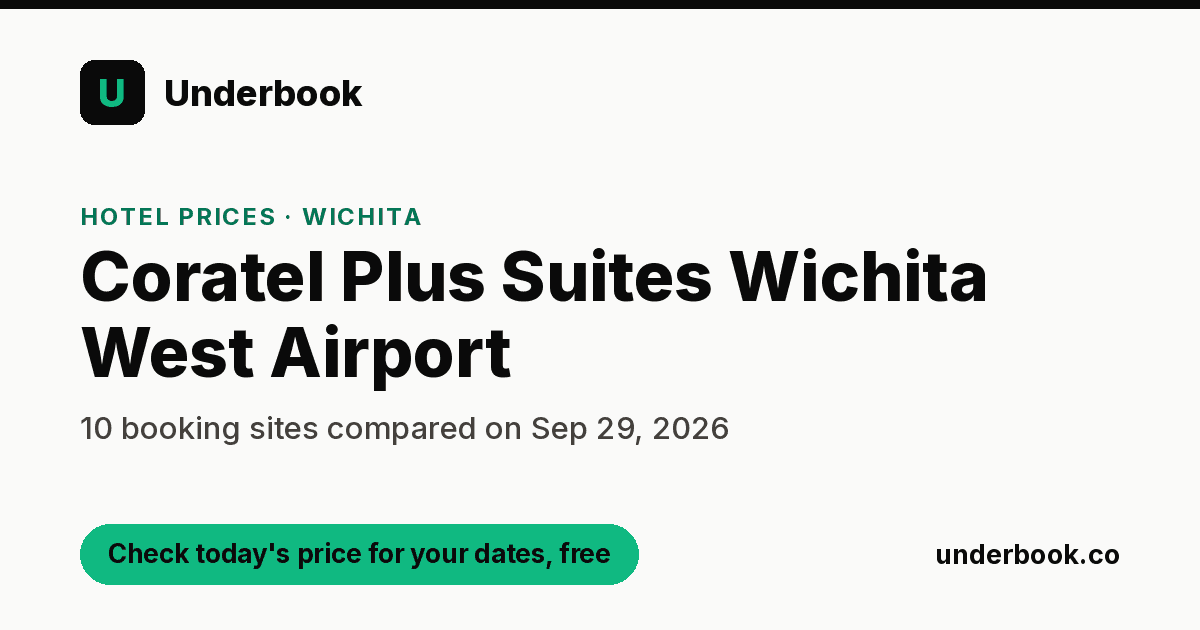 U Underbook
HOTEL PRICES · WICHITA
Coratel Plus Suites Wichita
West Airport
10 booking sites compared on Sep 29, 2026
Check today's price for your dates, free
underbook.co